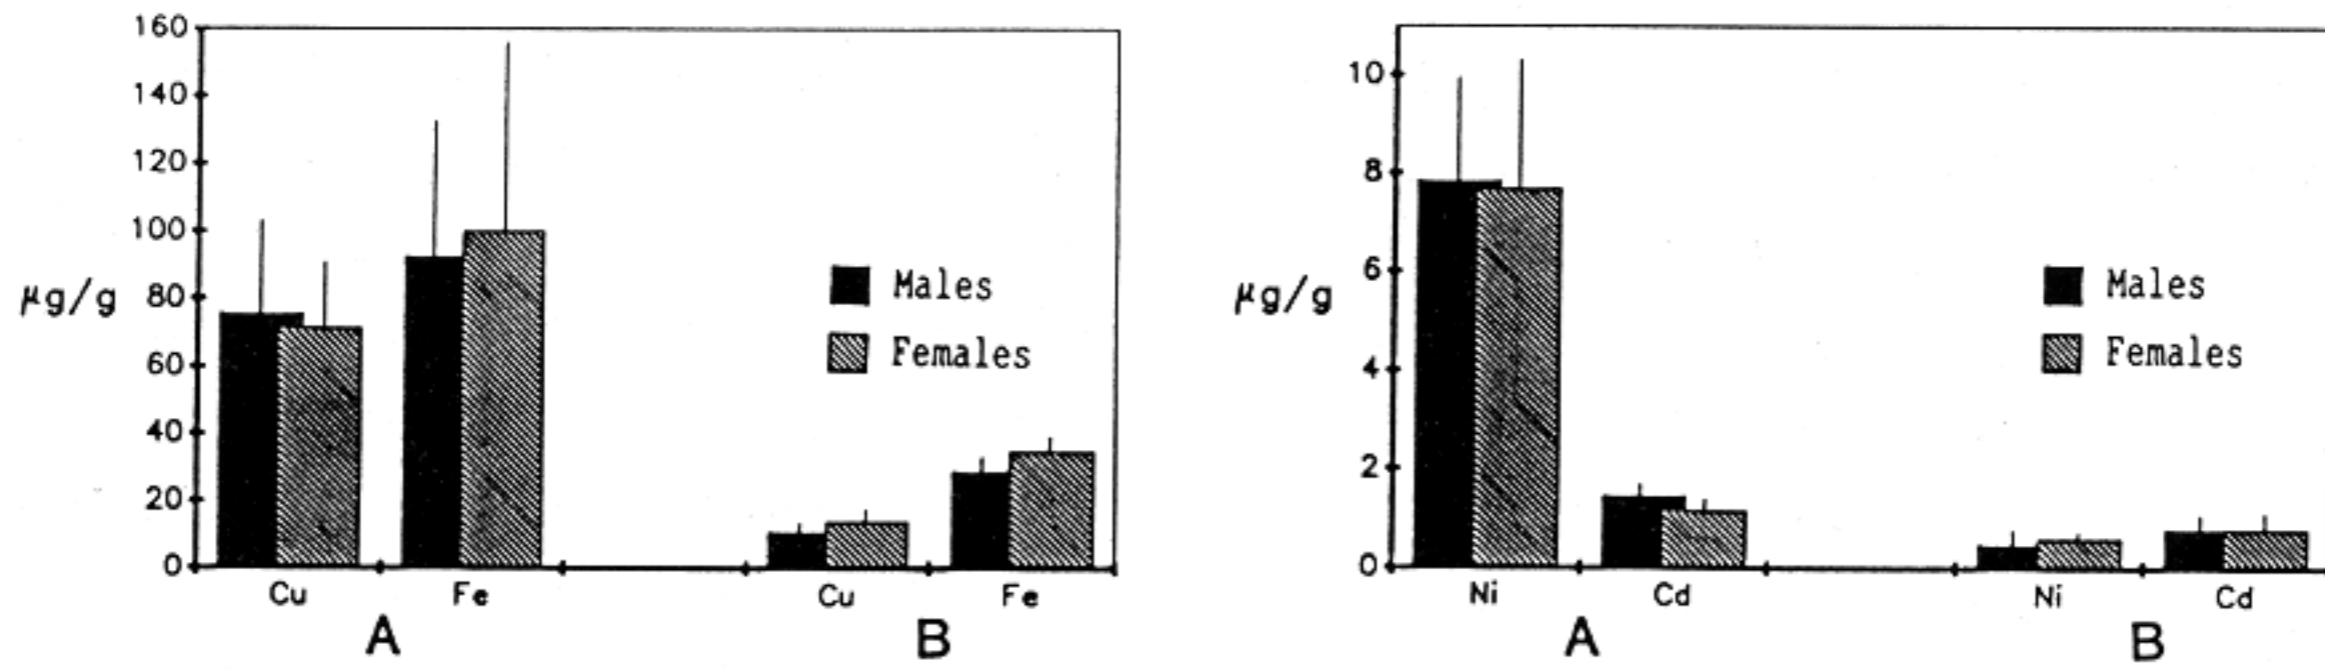 160
140
120
100
μg/g 80
60
40
20
0
Males
Females
Cu Fe Cu Fe
A B
10
8
6
μg/g
4
2
0
Males
Females
Ni Cd Ni Cd
A B